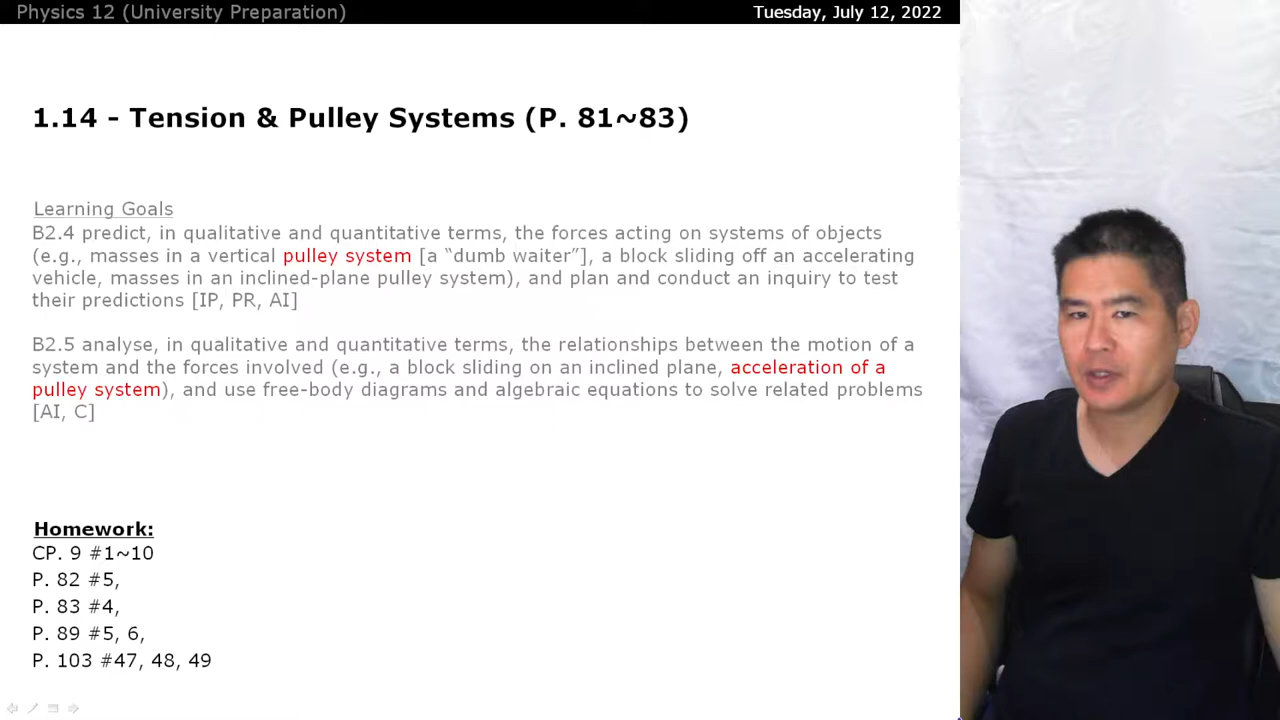 Physics 12 (University Preparation)
Tuesday, July 12, 2022
1.14 - Tension & Pulley Systems (P. 81~83)
Learning Goals
B2.4 predict, in qualitative and quantitative terms, the forces acting on systems of objects
(e.g., masses in a vertical pulley system [a “dumb waiter”], a block sliding off an accelerating
vehicle, masses in an inclined-plane pulley system), and plan and conduct an inquiry to test
their predictions [IP, PR, AI]
B2.5 analyse, in qualitative and quantitative terms, the relationships between the motion of a
system and the forces involved (e.g., a block sliding on an inclined plane, acceleration of a
pulley system), and use free-body diagrams and algebraic equations to solve related problems
[AI, C]
Homework:
CP. 9 #1~10
P. 82 #5,
P. 83 #4,
P. 89 #5, 6,
P. 103 #47, 48, 49